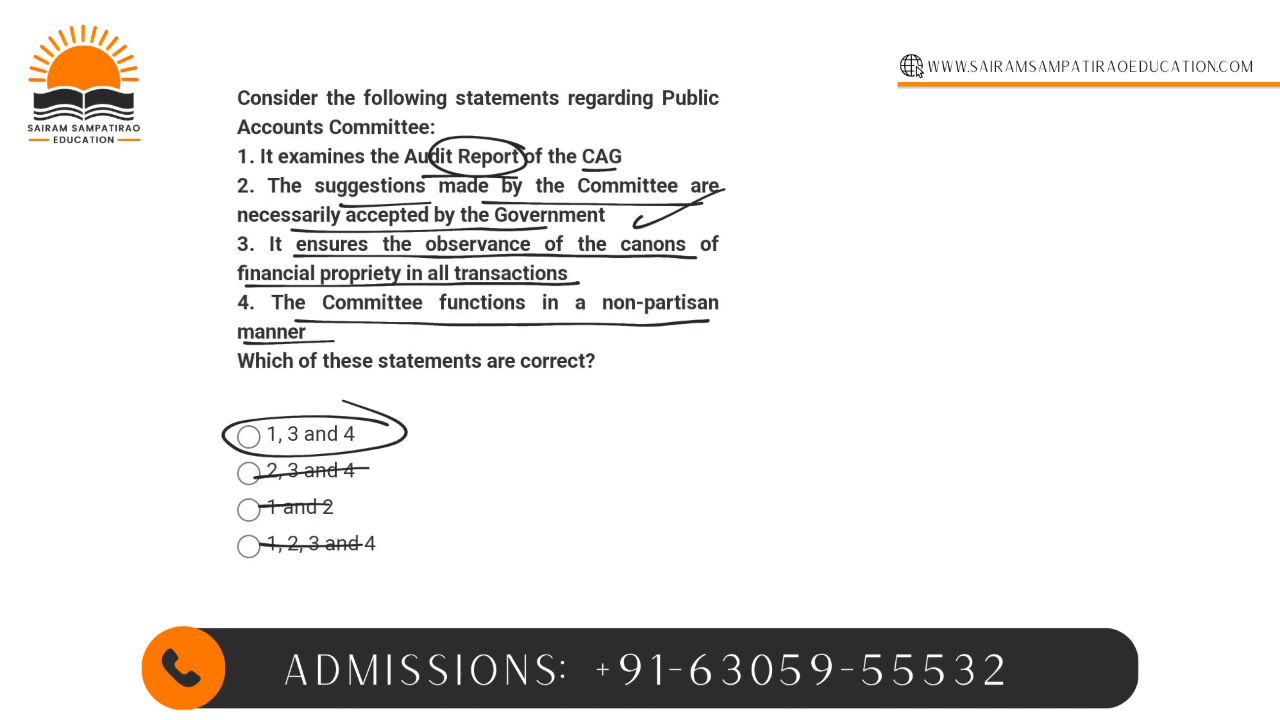 SAIRAM SAMPATIRAO
EDUCATION
WWW.SAIRAMSAMPATIRAOEDUCATION.COM
Consider the following statements regarding Public
Accounts Committee:
1. It examines the Audit Report of the CAG
2. The suggestions made by the Committee are
necessarily accepted by the Government
3. It ensures the observance of the canons of
financial propriety in all transactions
4. The Committee functions in a non-partisan
manner
Which of these statements are correct?
1, 3 and 4
2, 3 and 4
1 and 2
1, 2, 3 and 4
ADMISSIONS: +91-63059-55532